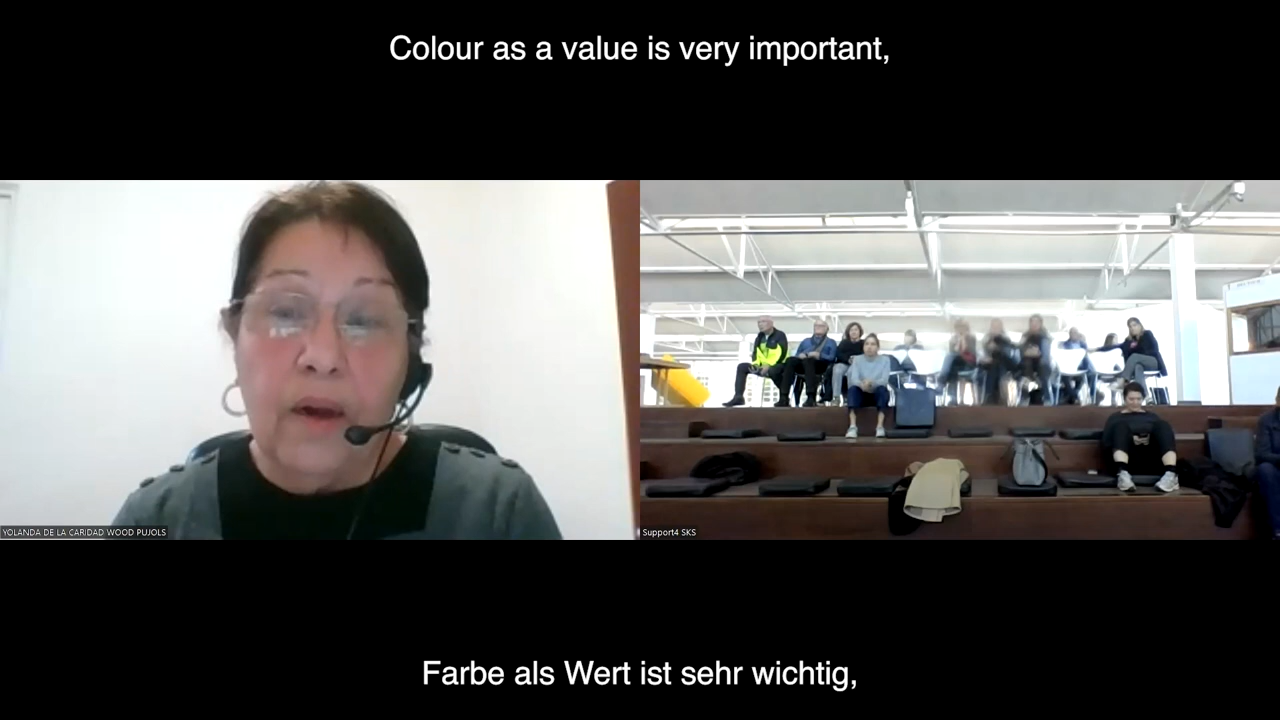 Colour as a value is very important,
YOLANDA DE LA CARIDAD WOOD PUJOLS
Support4 SKS
Farbe als Wert ist sehr wichtig,